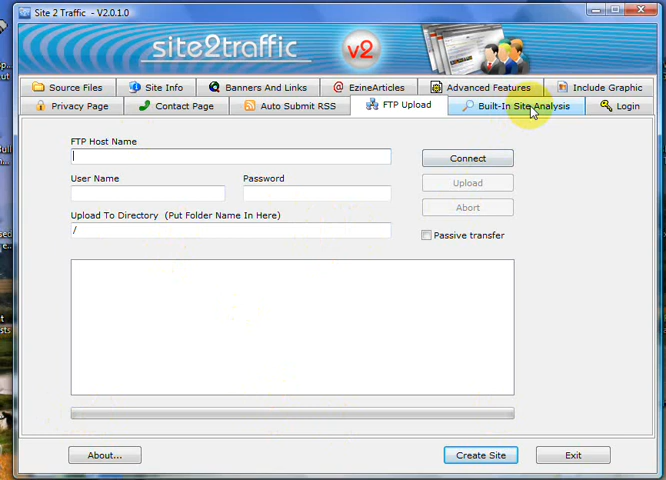 Site 2 Traffic - V2.0.1.0
site2traffic v2
Source Files Site Info Banners And Links EzineArticles Advanced Features Include Graphic
Privacy Page Contact Page Auto Submit RSS FTP Upload Built-In Site Analysis Login
FTP Host Name
Connect
User Name Password
Upload
Abort
Upload To Directory (Put Folder Name In Here)
/
Passive transfer
About... Create Site Exit